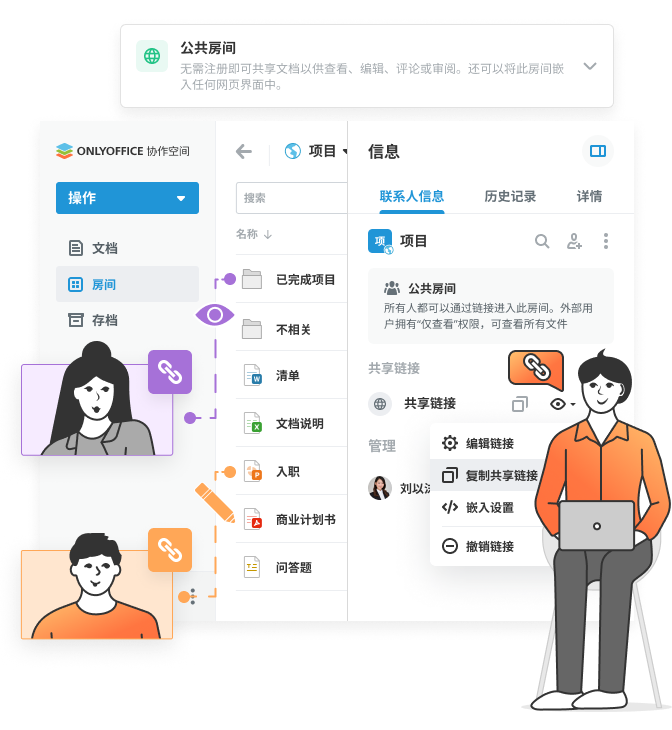 公共房间
无需注册即可共享文档以供查看、编辑、评论或审阅。还可以将此房间嵌
入任何网页界面中。
ONLYOFFICE 协作空间
操作
文档
房间
存档
项目
搜索
名称
已完成项目
不相关
清单
文档说明
入职
商业计划书
问答题
信息
联系人信息
历史记录
详情
项
项目
公共房间
所有人都可以通过链接进入此房间。外部用
户拥有“仅查看”权限，可查看所有文件
共享链接
共享链接
管理
刘以
编辑链接
复制共享链接
嵌入设置
撤销链接